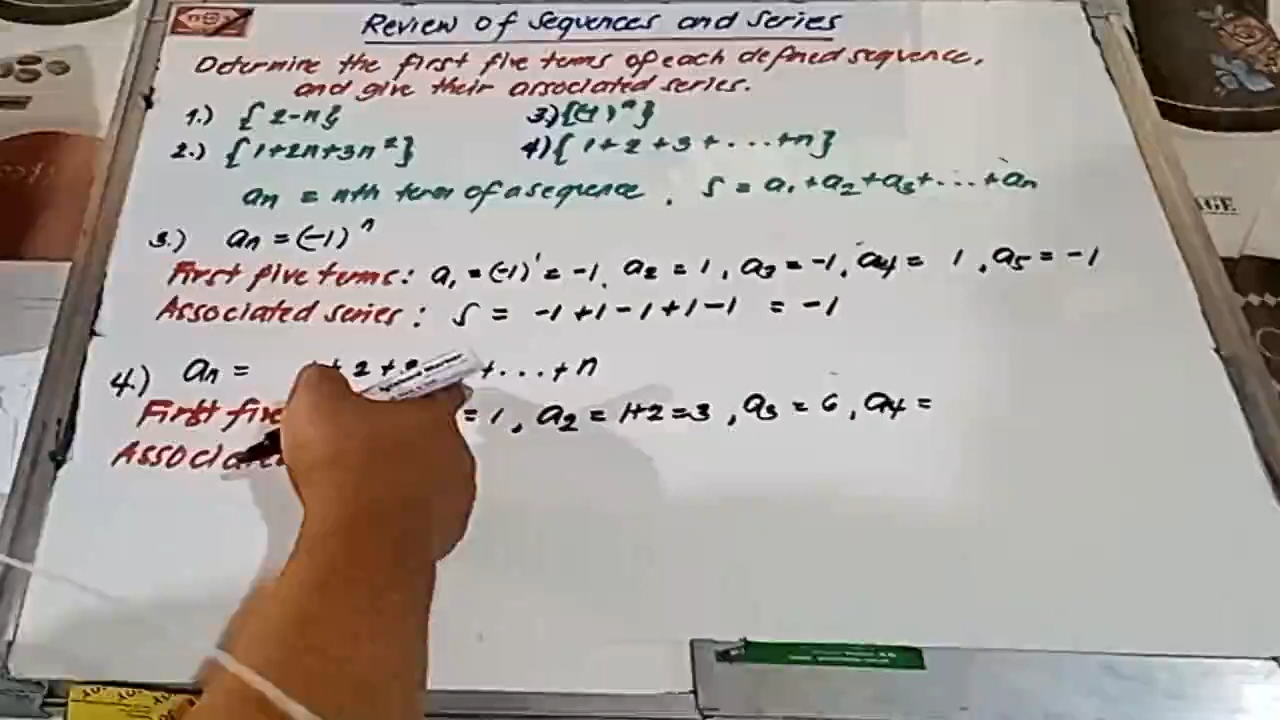 Review of Sequences and Series
Determine the first five terms of each defined sequence,
and give their associated series.
1.) {2-n} 3.) {(-1)^n}
2.) {1+2n+3n²} 4) {1+2+3+...+n}
an = nth term of a sequence, S = a₁+a₂+a₃+...+an
3.) an = (-1)^n
First five terms: a₁ = (-1)¹ = -1, a₂ = 1, a₃ = -1, a₄ = 1, a₅ = -1
Associated series: S = -1+1-1+1-1 = -1
4.) an = + 2 + +...+n
First five = 1, a₂ = 1+2 = 3, a₃ = 6, a₄ =